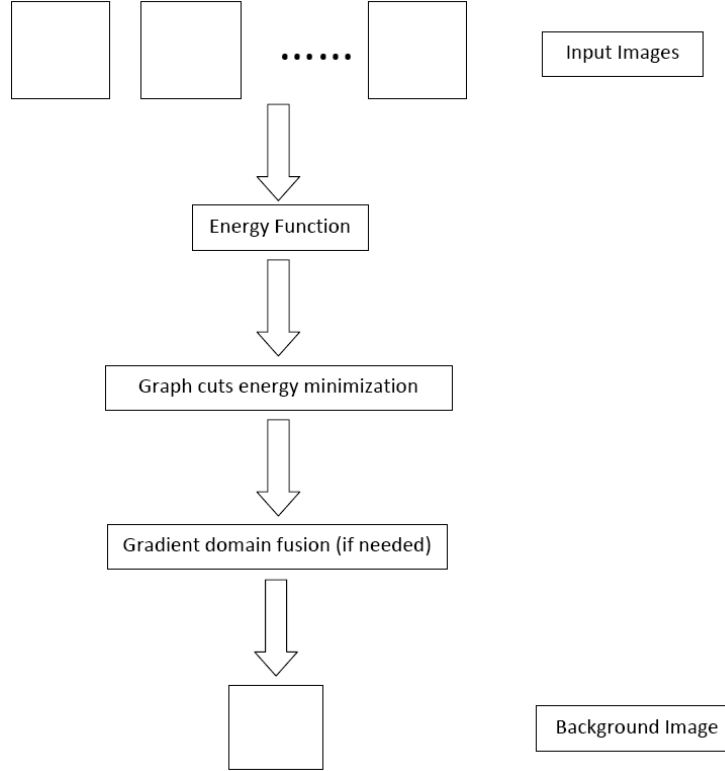 ......
Input Images
Energy Function
Graph cuts energy minimization
Gradient domain fusion (if needed)
Background Image